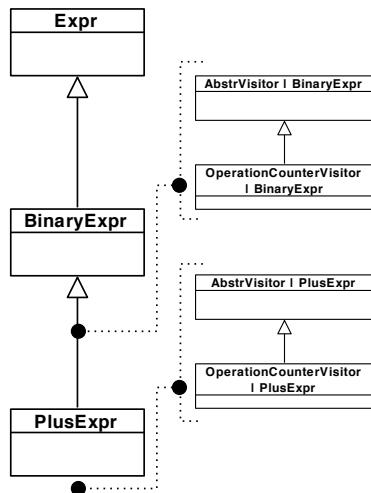 Expr
BinaryExpr
PlusExpr
AbstrVisitor | BinaryExpr
OperationCounterVisitor
| BinaryExpr
AbstrVisitor | PlusExpr
OperationCounterVisitor
| PlusExpr